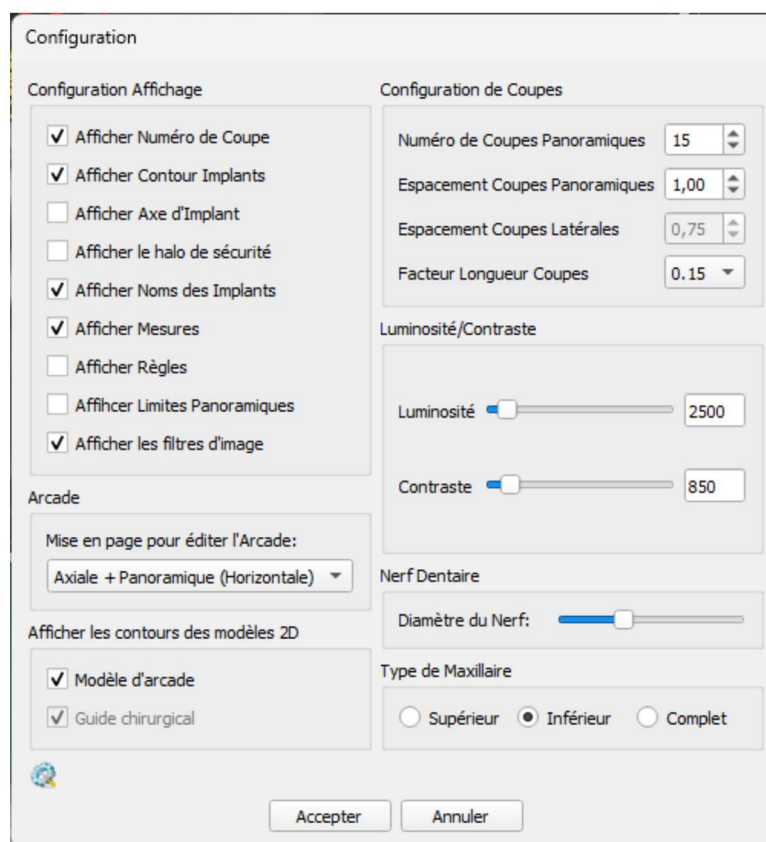 Configuration
Configuration Affichage
Afficher Numéro de Coupe
Afficher Contour Implants
Afficher Axe d'Implant
Afficher le halo de sécurité
Afficher Noms des Implants
Afficher Mesures
Afficher Règles
Affihcer Limites Panoramiques
Afficher les filtres d'image
Arcade
Mise en page pour éditer l'Arcade:
Axiale + Panoramique (Horizontale)
Afficher les contours des modèles 2D
Modèle d'arcade
Guide chirurgical
Configuration de Coupes
Numéro de Coupes Panoramiques 15
Espacement Coupes Panoramiques 1,00
Espacement Coupes Latérales 0,75
Facteur Longueur Coupes 0.15
Luminosité/Contraste
Luminosité 2500
Contraste 850
Nerf Dentaire
Diamètre du Nerf:
Type de Maxillaire
Supérieur Inférieur Complet
Accepter Annuler